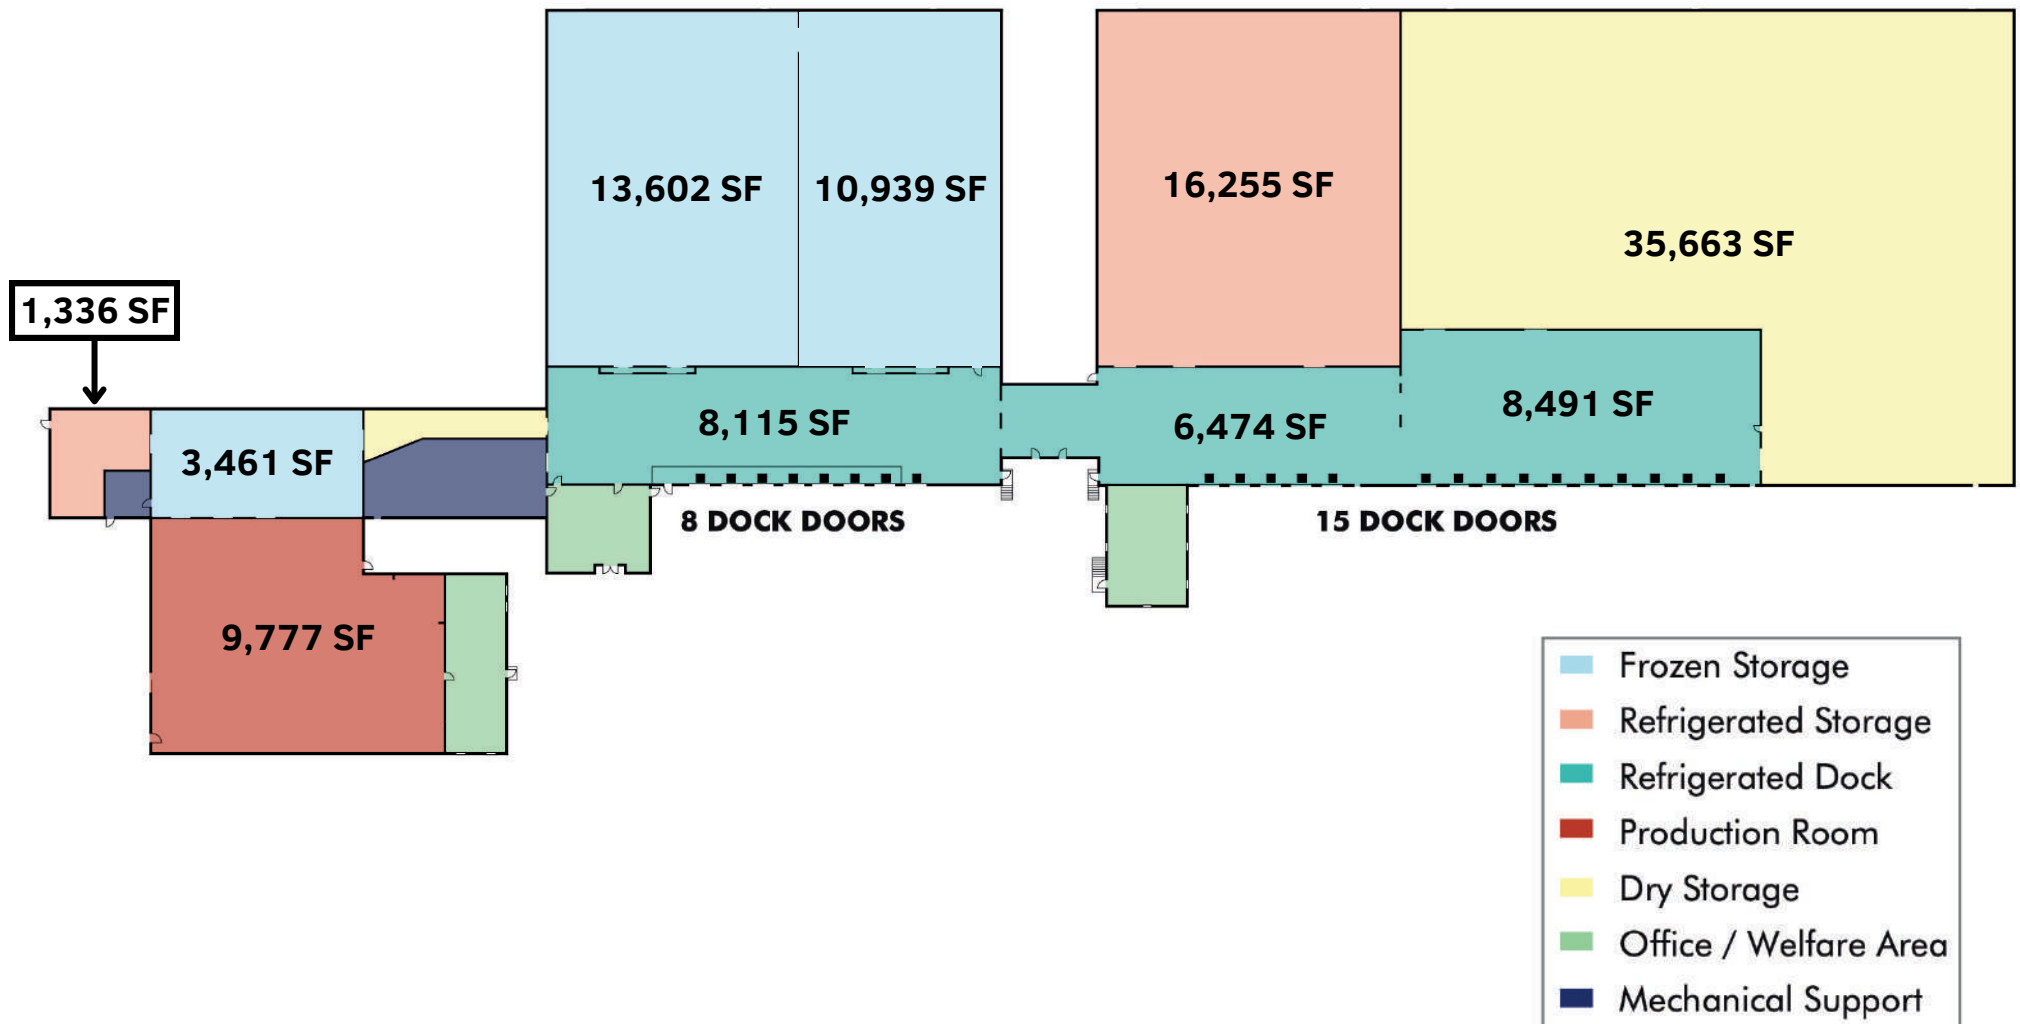 13,602 SF
10,939 SF
16,255 SF
35,663 SF
1,336 SF
3,461 SF
8,115 SF
6,474 SF
8,491 SF
8 DOCK DOORS
15 DOCK DOORS
9,777 SF
Frozen Storage
Refrigerated Storage
Refrigerated Dock
Production Room
Dry Storage
Office / Welfare Area
Mechanical Support